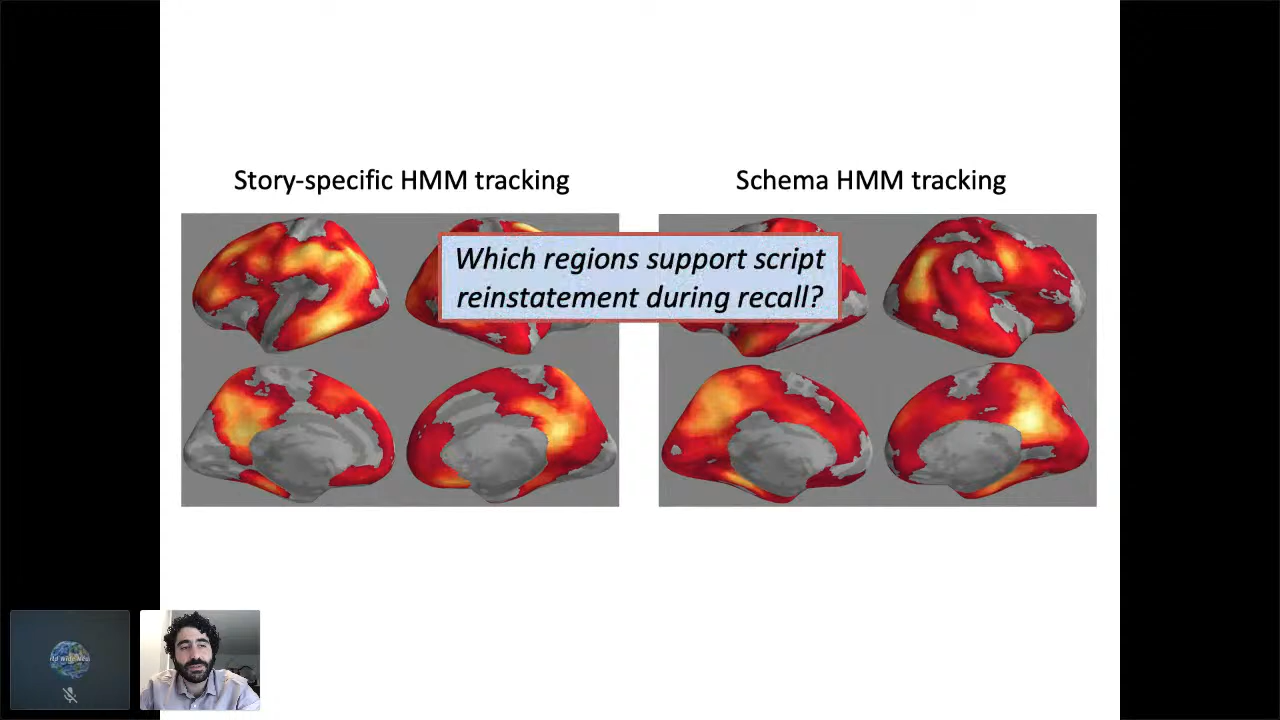 Story-specific HMM tracking
Schema HMM tracking
Which regions support script
reinstatement during recall?